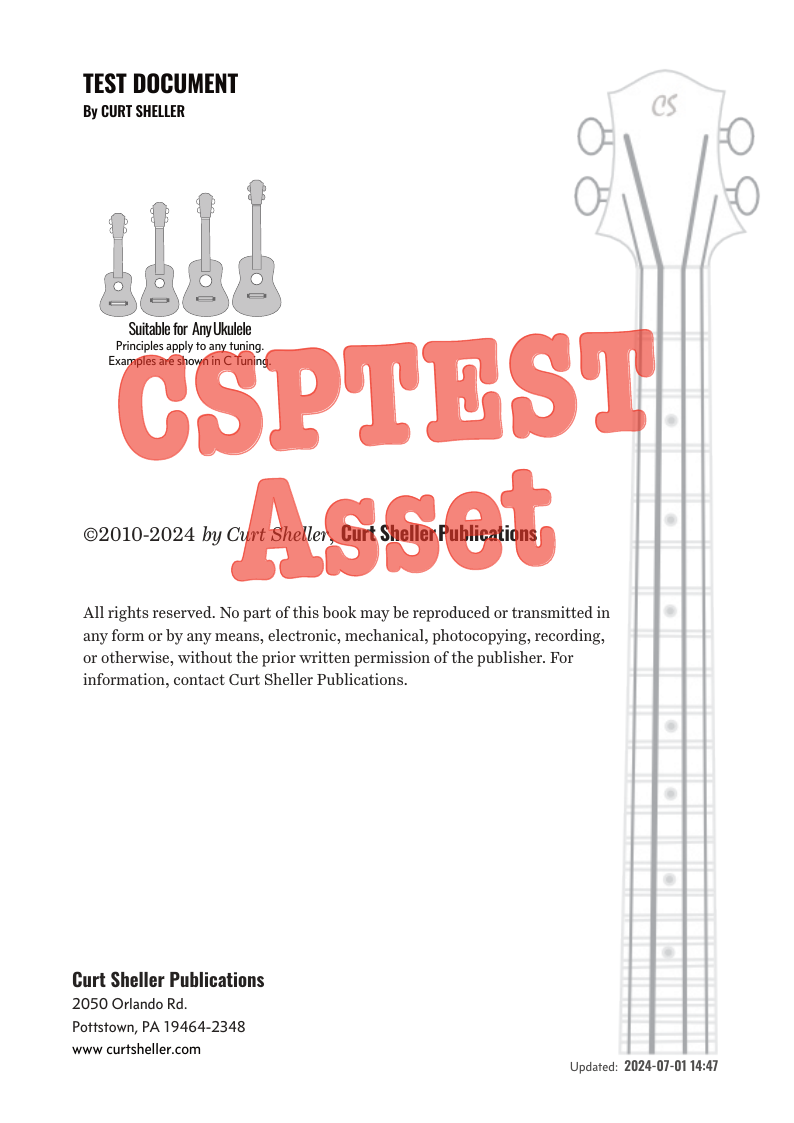 TEST DOCUMENT
By CURT SHELLER
CS
Suitable for Any Ukulele
Principles apply to any tuning.
Examples are shown in C Tuning.
CSPTEST
Asset
©2010-2024 by Curt Sheller, Curt Sheller Publications
All rights reserved. No part of this book may be reproduced or transmitted in
any form or by any means, electronic, mechanical, photocopying, recording,
or otherwise, without the prior written permission of the publisher. For
information, contact Curt Sheller Publications.
Curt Sheller Publications
2050 Orlando Rd.
Pottstown, PA 19464-2348
www curtsheller.com
Updated: 2024-07-01 14:47